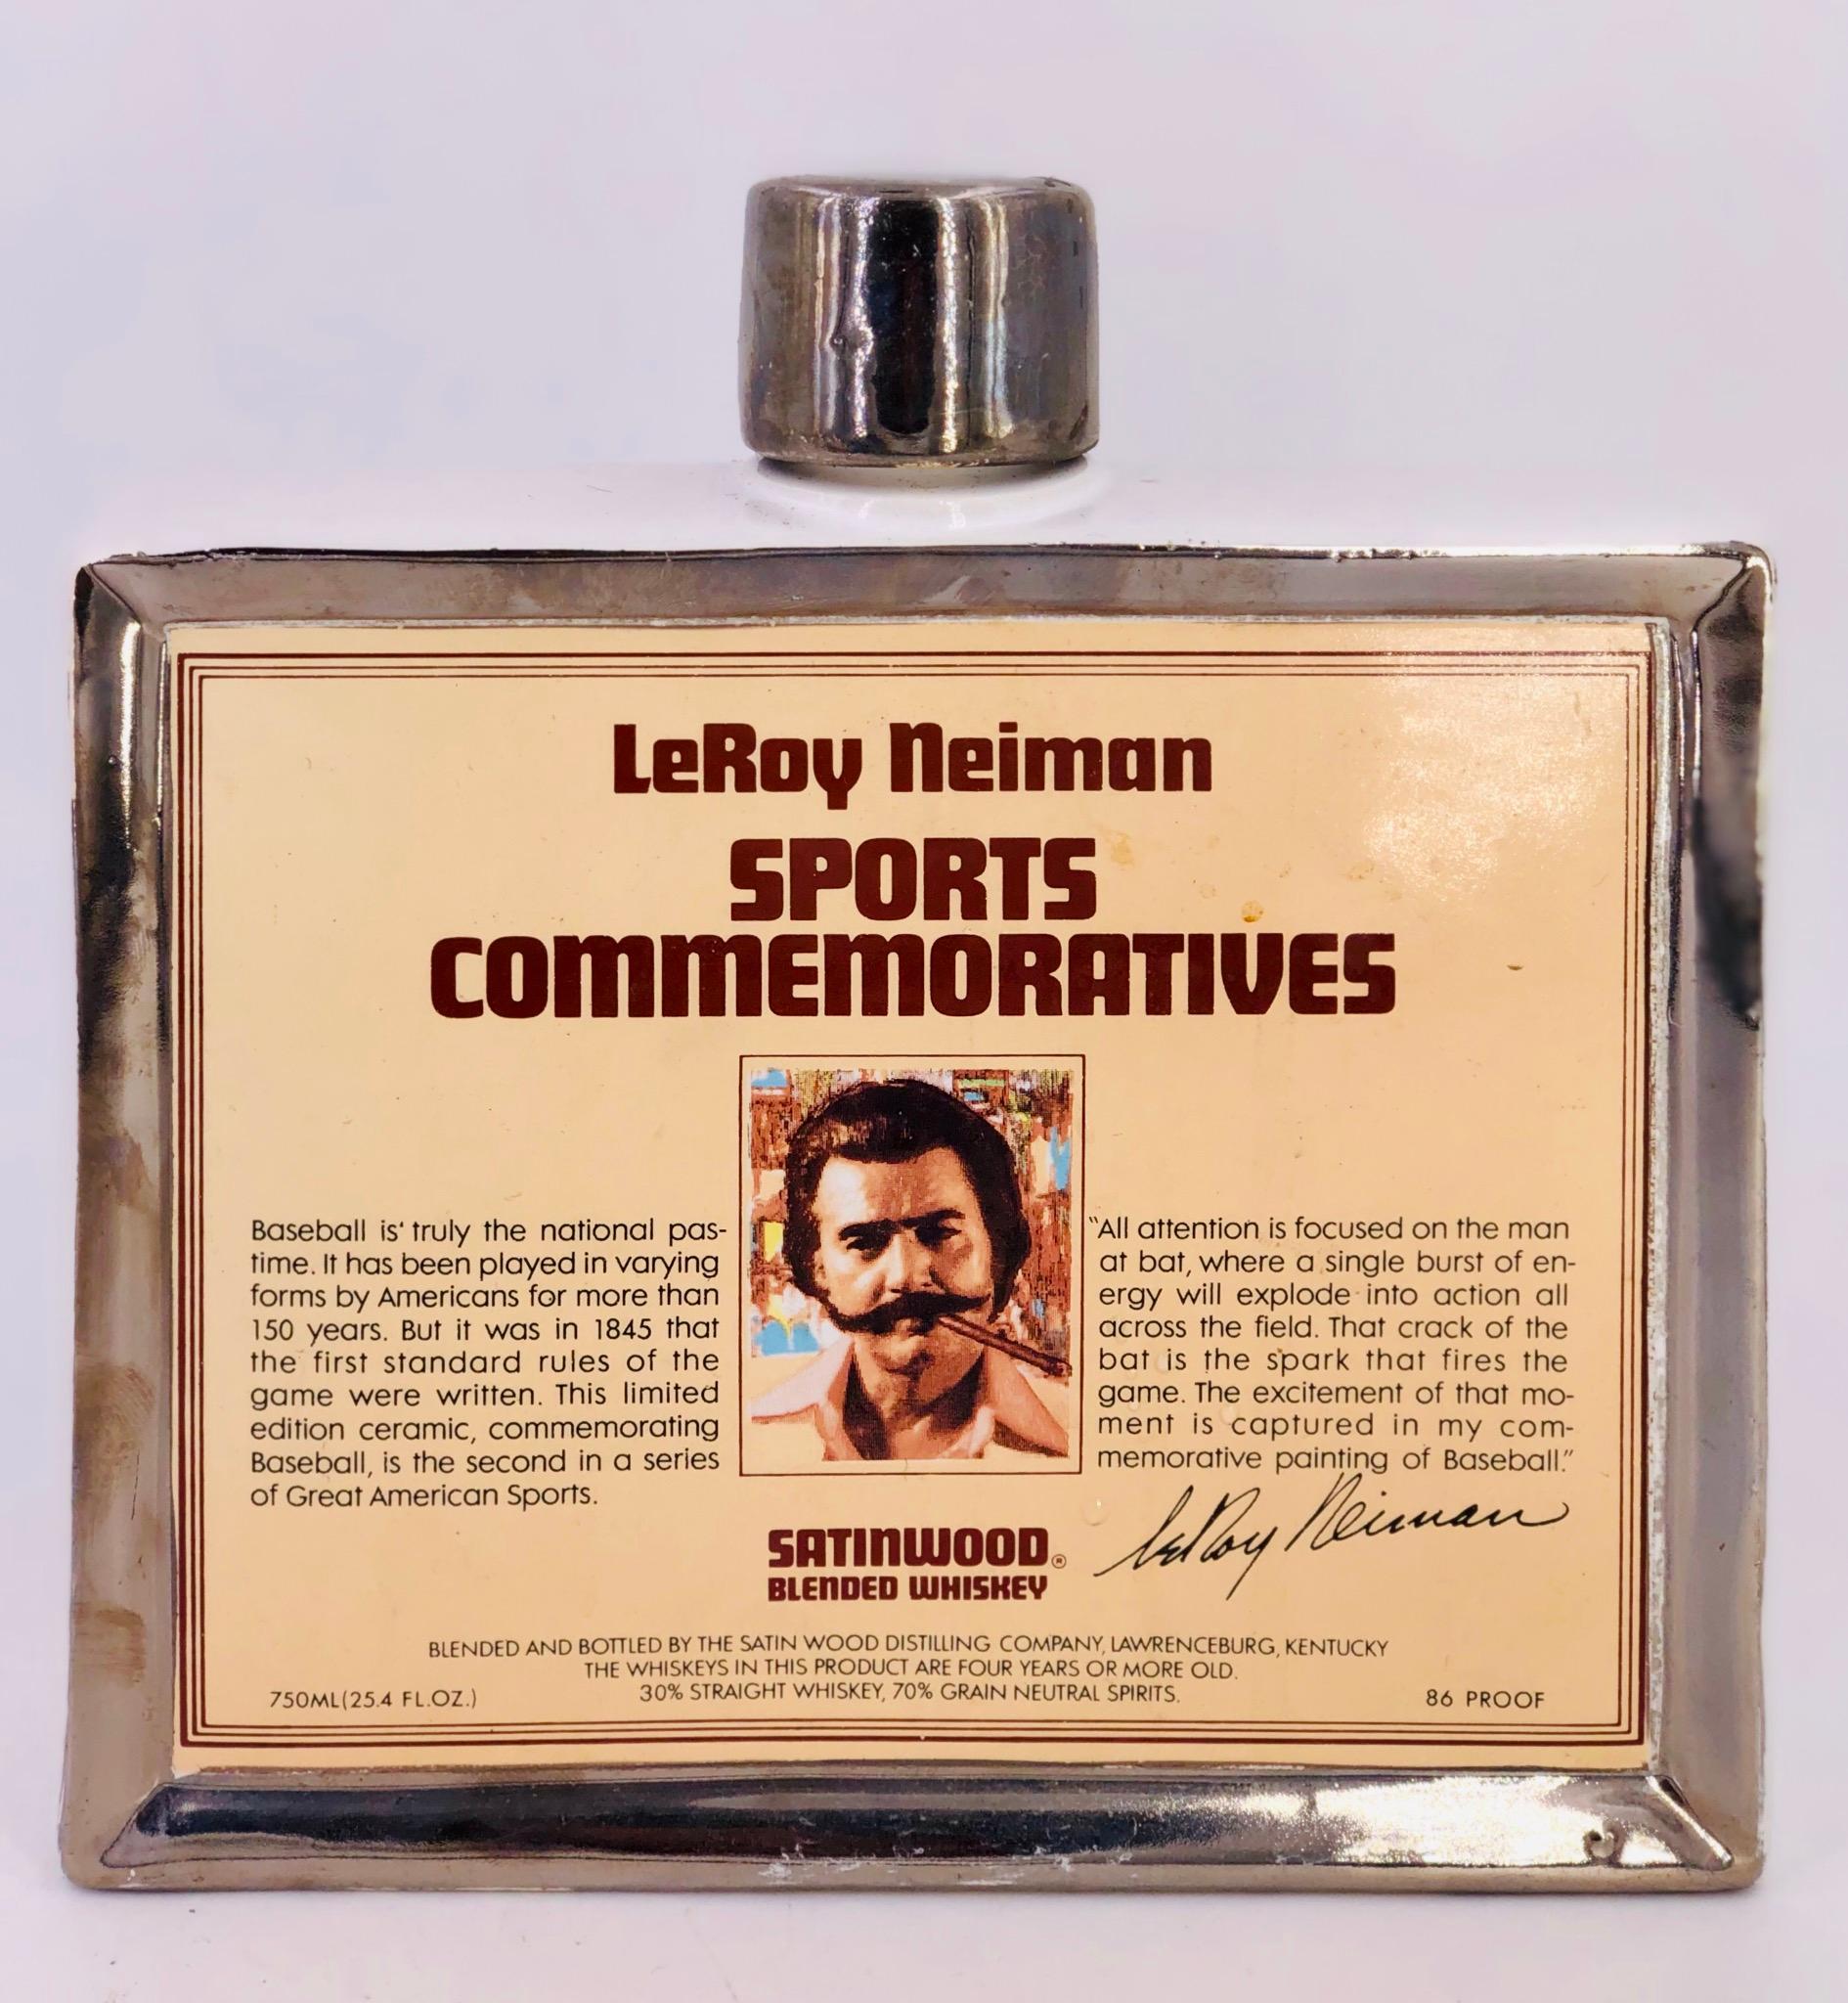 LeRoy Neiman
SPORTS
COMMEMORATIVES
Baseball is' truly the national pas-
time. It has been played in varying
forms by Americans for more than
150 years. But it was in 1845 that
the first standard rules of the
game were written. This limited
edition ceramic, commemorating
Baseball, is the second in a series
of Great American Sports.
"All attention is focused on the man
at bat, where a single burst of en-
ergy will explode into action all
across the field. That crack of the
bat is the spark that fires the
game. The excitement of that mo-
ment is captured in my com-
memorative painting of Baseball."
LeRoy Neiman
SATINWOOD®
BLENDED WHISKEY
BLENDED AND BOTTLED BY THE SATIN WOOD DISTILLING COMPANY, LAWRENCEBURG, KENTUCKY
THE WHISKEYS IN THIS PRODUCT ARE FOUR YEARS OR MORE OLD.
750ML(25.4 FL.OZ.) 30% STRAIGHT WHISKEY, 70% GRAIN NEUTRAL SPIRITS. 86 PROOF